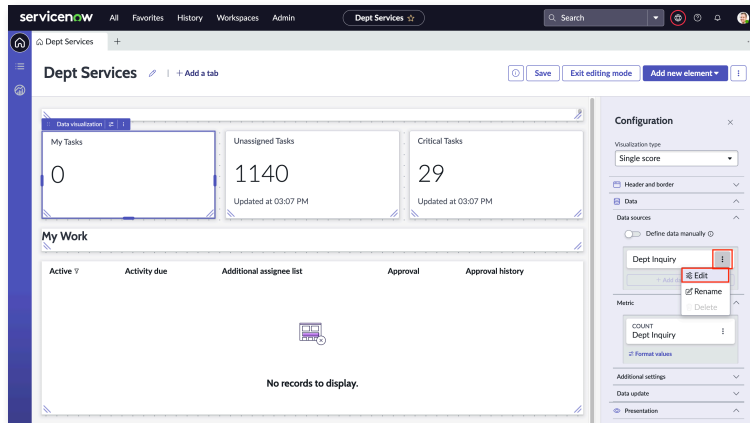 servicenow All Favorites History Workspaces Admin Dept Services Search
Dept Services +
Dept Services + Add a tab Save Exit editing mode Add new element
Data visualization
My Tasks
0
Unassigned Tasks
1140
Updated at 03:07 PM
Critical Tasks
29
Updated at 03:07 PM
My Work
Active Activity due Additional assignee list Approval Approval history
No records to display.
Configuration
Visualization type
Single score
Header and border
Data
Data sources
Define data manually
Dept Inquiry
+ Add
Edit
Rename
Delete
Metric
COUNT
Dept Inquiry
Format values
Additional settings
Data update
Presentation